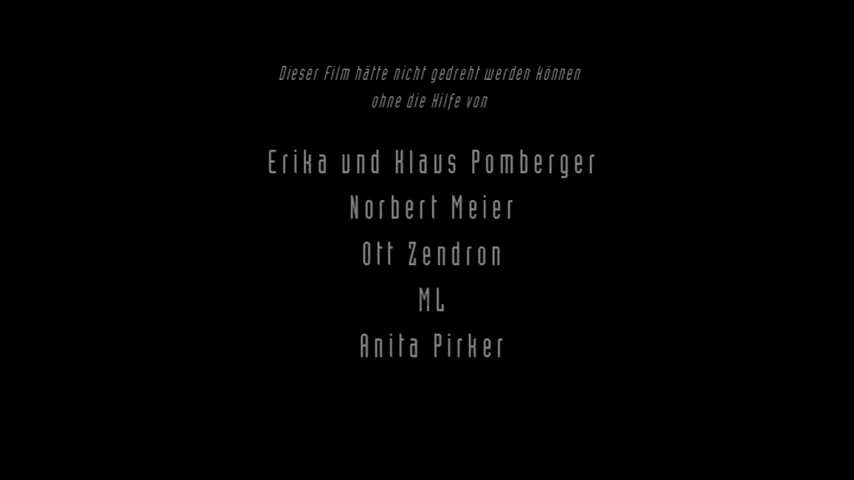 Dieser Film hätte nicht gedreht werden können
ohne die Hilfe von
Erika und Klaus Pomberger
Norbert Meier
Ott Zendron
ML
Anita Pirker